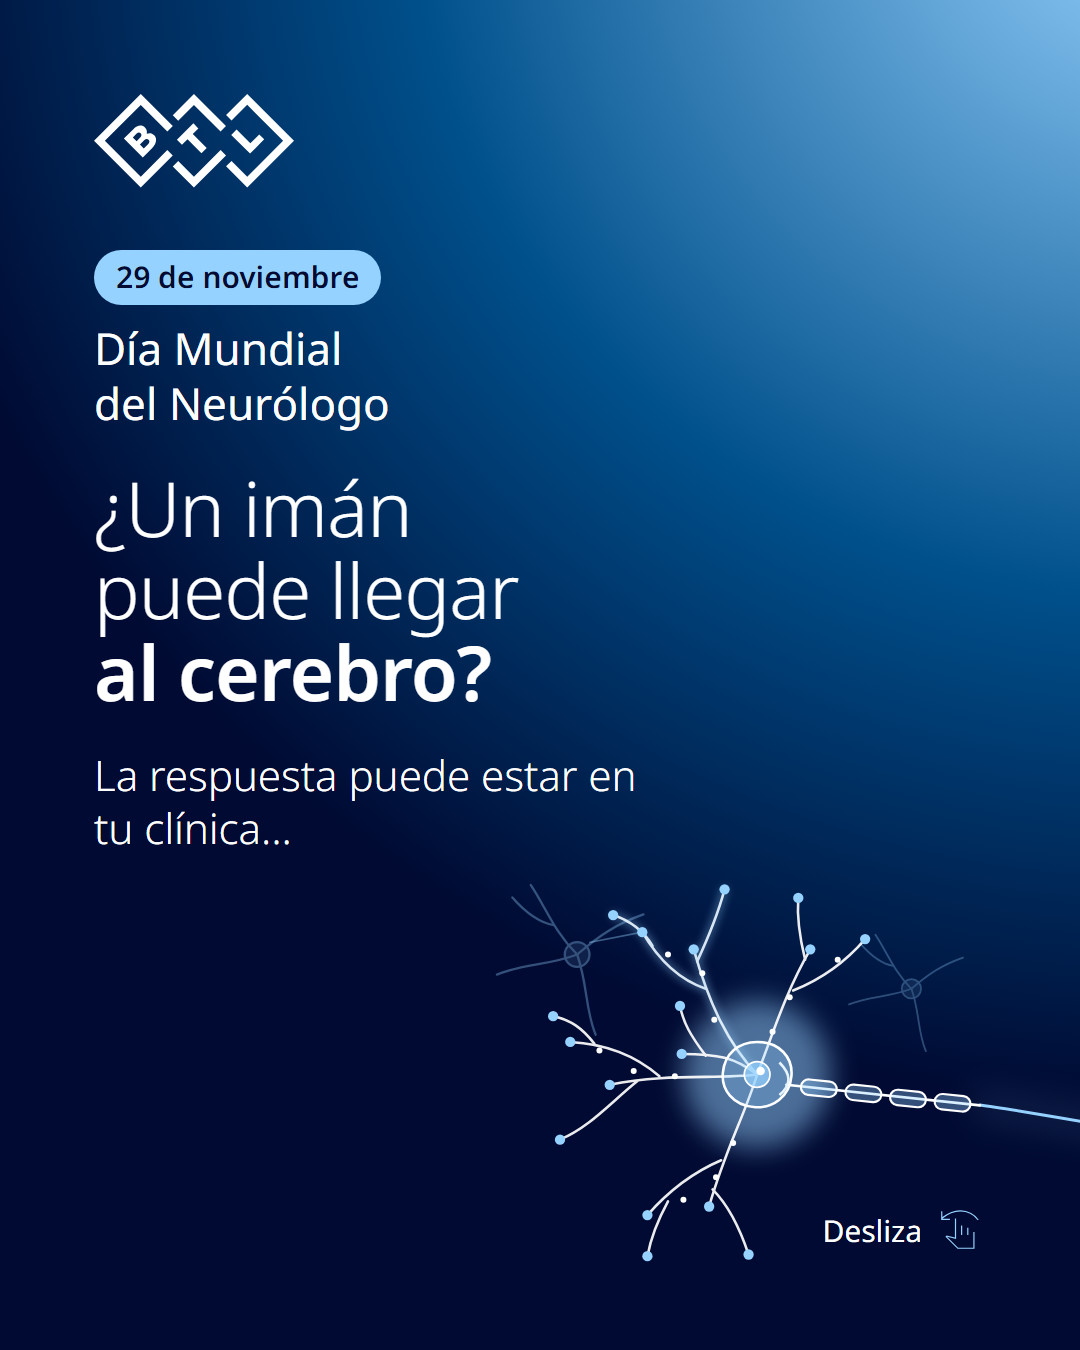 BTL
29 de noviembre
Día Mundial
del Neurólogo
¿Un imán
puede llegar
al cerebro?
La respuesta puede estar en
tu clínica...
Desliza